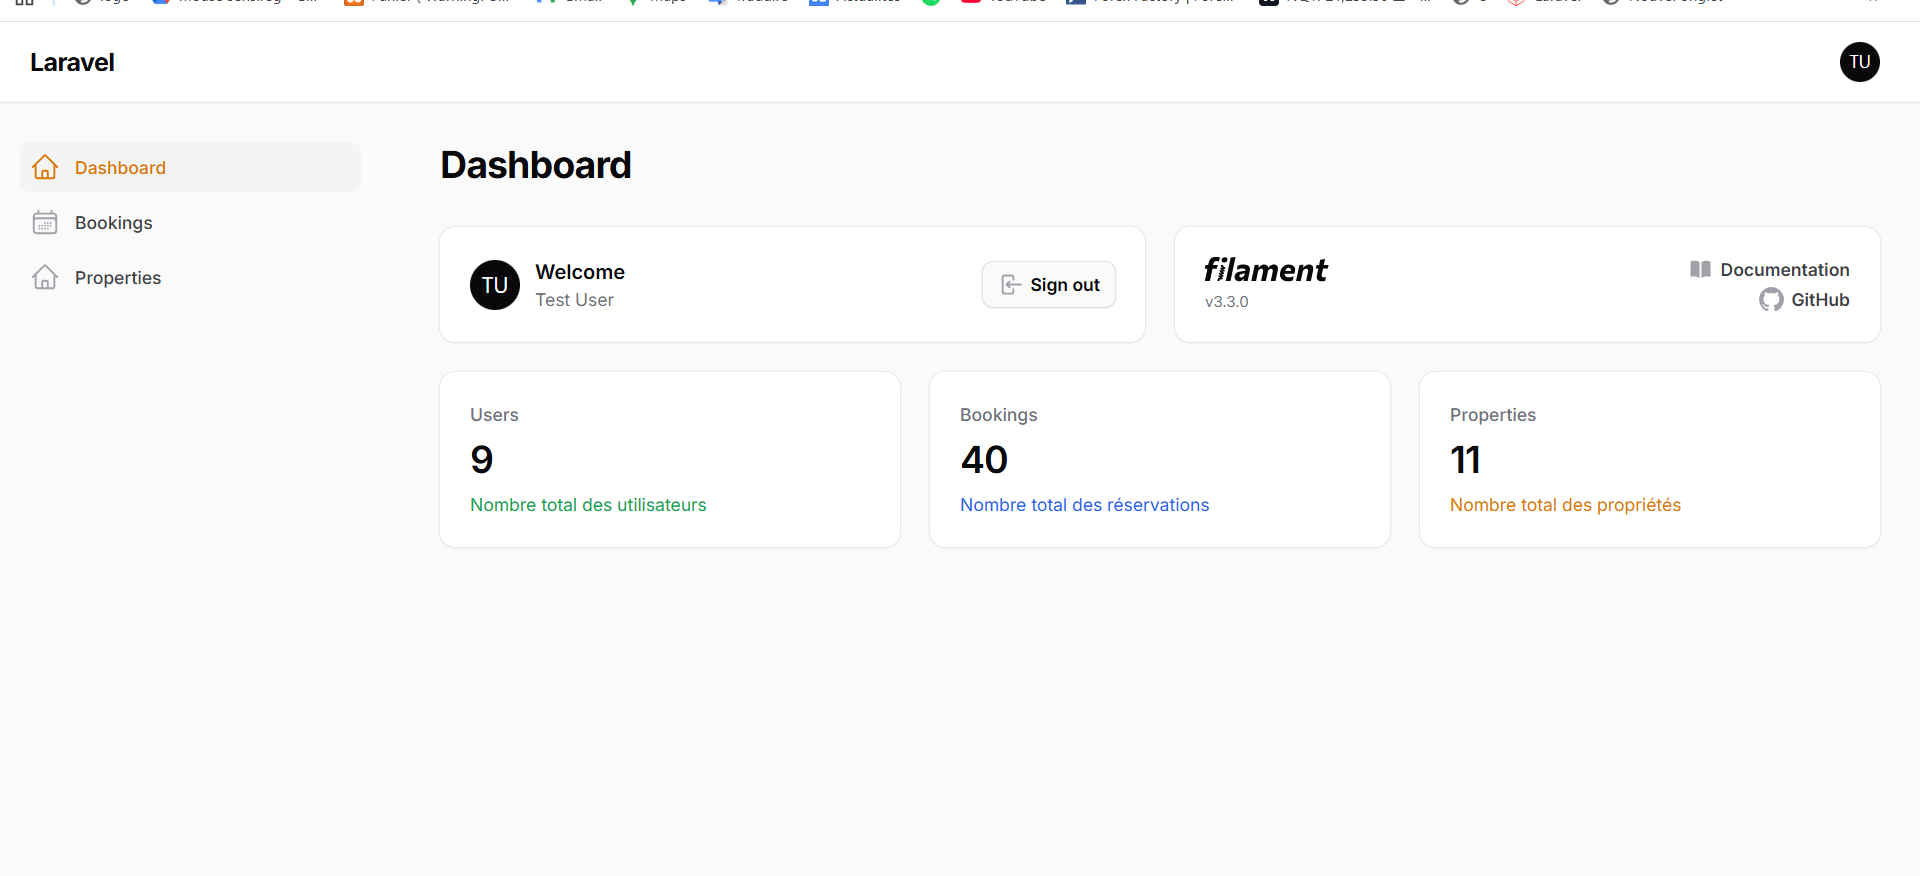 Laravel
TU
Dashboard
Bookings
Properties
Dashboard
TU
Welcome
Test User
Sign out
filament
v3.3.0
Documentation
GitHub
Users
9
Nombre total des utilisateurs
Bookings
40
Nombre total des réservations
Properties
11
Nombre total des propriétés